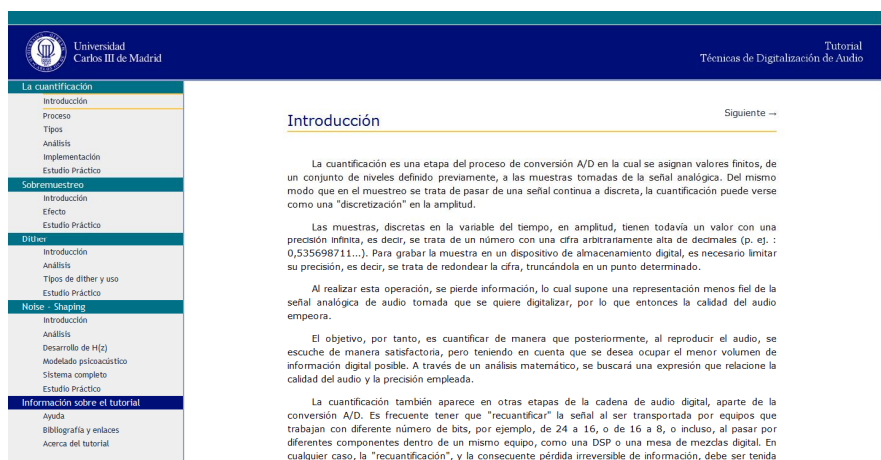 Universidad
Carlos III de Madrid
Tutorial
Técnicas de Digitalización de Audio
La cuantificación
Introducción
Proceso
Tipos
Análisis
Implementación
Estudio Práctico
Sobremuestreo
Introducción
Efecto
Estudio Práctico
Dither
Introducción
Análisis
Tipos de dither y uso
Estudio Práctico
Noise - Shaping
Introducción
Análisis
Desarrollo de H(z)
Modelado psicoacústico
Sistema completo
Estudio Práctico
Información sobre el tutorial
Ayuda
Bibliografía y enlaces
Acerca del tutorial
Siguiente →
Introducción
La cuantificación es una etapa del proceso de conversión A/D en la cual se asignan valores finitos, de
un conjunto de niveles definido previamente, a las muestras tomadas de la señal analógica. Del mismo
modo que en el muestreo se trata de pasar de una señal continua a discreta, la cuantificación puede verse
como una "discretización" en la amplitud.
Las muestras, discretas en la variable del tiempo, en amplitud, tienen todavía un valor con una
precisión infinita, es decir, se trata de un número con una cifra arbitrariamente alta de decimales (p. ej. :
0,535698711...). Para grabar la muestra en un dispositivo de almacenamiento digital, es necesario limitar
su precisión, es decir, se trata de redondear la cifra, truncándola en un punto determinado.
Al realizar esta operación, se pierde información, lo cual supone una representación menos fiel de la
señal analógica de audio tomada que se quiere digitalizar, por lo que entonces la calidad del audio
empeora.
El objetivo, por tanto, es cuantificar de manera que posteriormente, al reproducir el audio, se
escuche de manera satisfactoria, pero teniendo en cuenta que se desea ocupar el menor volumen de
información digital posible. A través de un análisis matemático, se buscará una expresión que relacione la
calidad del audio y la precisión empleada.
La cuantificación también aparece en otras etapas de la cadena de audio digital, aparte de la
conversión A/D. Es frecuente tener que "recuantificar" la señal al ser transportada por equipos que
trabajan con diferente número de bits, por ejemplo, de 24 a 16, o de 16 a 8, o incluso, al pasar por
diferentes componentes dentro de un mismo equipo, como una DSP o una mesa de mezclas digital. En
cualquier caso, la "recuantificación", y la consecuente pérdida irreversible de información, debe ser tenida